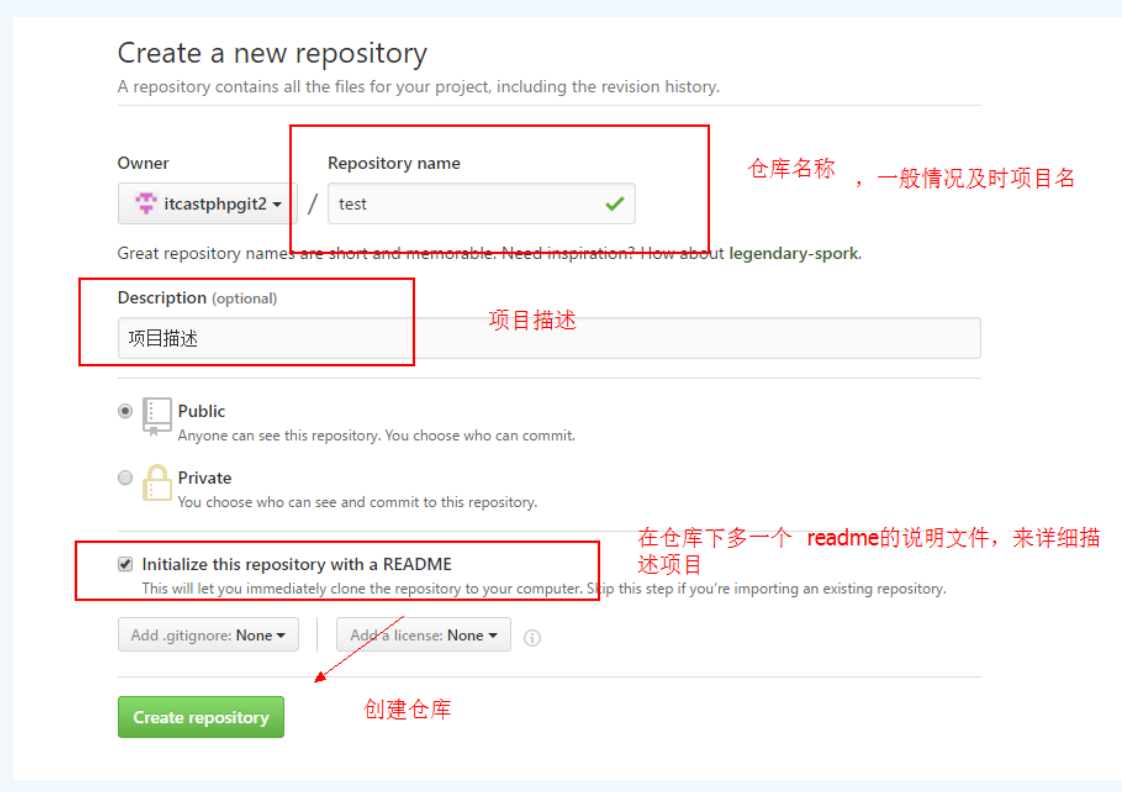 Create a new repository
A repository contains all the files for your project, including the revision history.
Owner
Repository name
仓库名称 ，一般情况及时项目名
itcastphpgit2 / test
Great repository names are short and memorable. Need inspiration? How about legendary-spork.
Description (optional)
项目描述
项目描述
Public
Anyone can see this repository. You choose who can commit.
Private
You choose who can see and commit to this repository.
在仓库下多一个 readme的说明文件，来详细描
述项目
Initialize this repository with a README
This will let you immediately clone the repository to your computer. Skip this step if you're importing an existing repository.
Add .gitignore: None
Add a license: None
Create repository
创建仓库